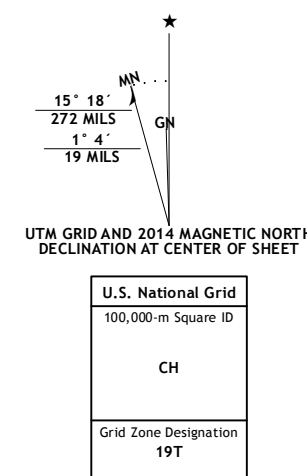 ★
MN
15° 18´
272 MILS
GN
1° 4´
19 MILS
UTM GRID AND 2014 MAGNETIC NORTH
DECLINATION AT CENTER OF SHEET
U.S. National Grid
100,000-m Square ID
CH
Grid Zone Designation
19T